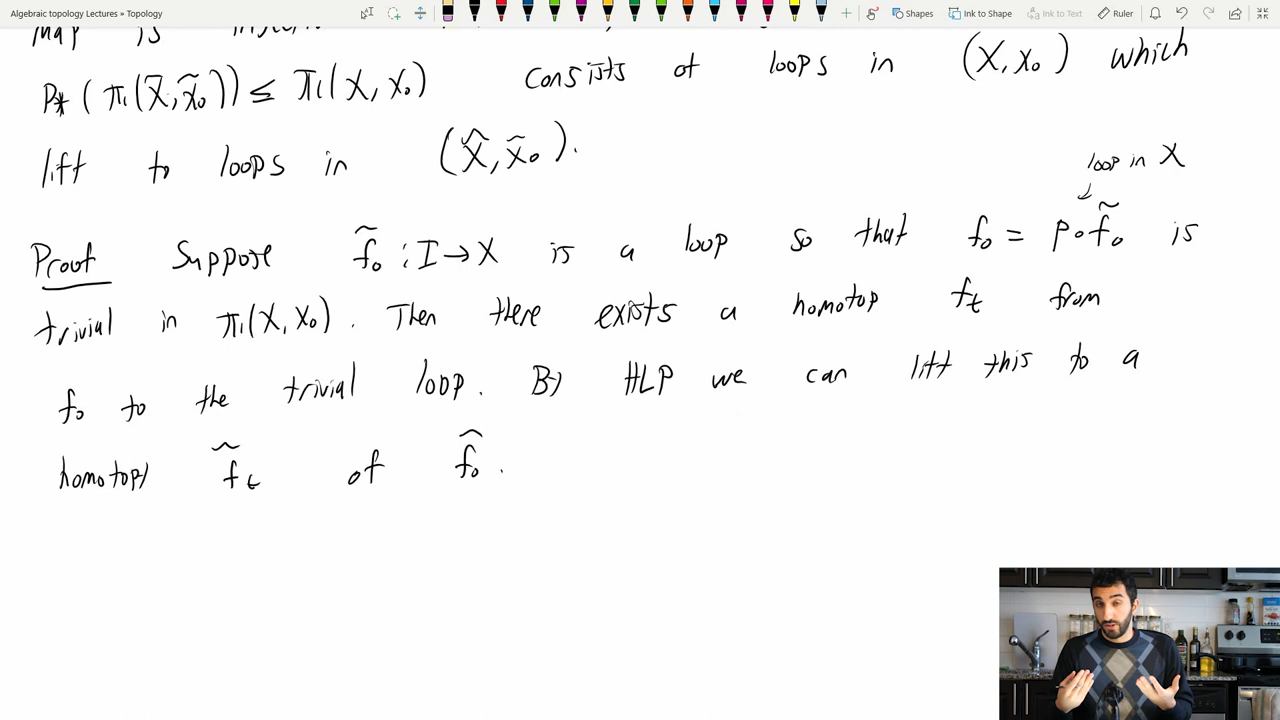 Algebraic topology Lectures – Topology
Shapes Ink to Shape Ink to Text Ruler
map is
P* ( π1(X̃, x̃0)) ≤ π1(X, x0) consists of loops in (X, x0) which
lift to loops in (X̃, x̃0).
loop in X
Proof Suppose f̃0 : I → X is a loop so that f0 = p∘f̃0 is
trivial in π1(X, x0). Then there exists a homotop ft from
f0 to the trivial loop. By HLP we can lift this to a
homotopy f̃t of f̃0.